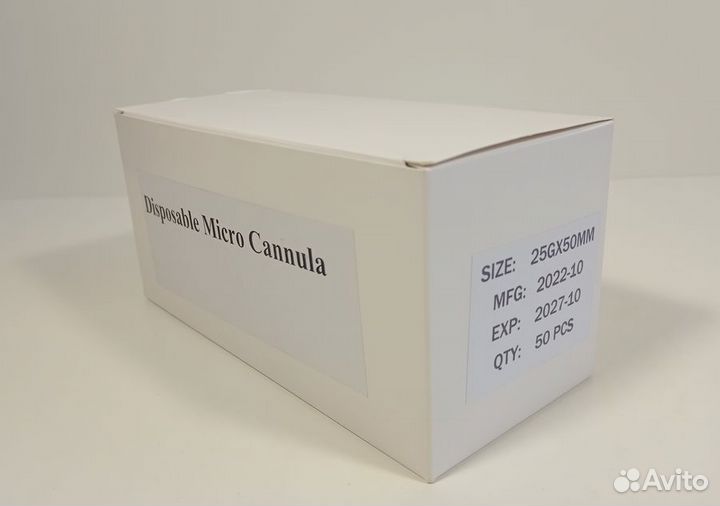 Disposable Micro Cannula
SIZE: 25GX50MM
MFG: 2022-10
EXP: 2027-10
QTY: 50 PCS
Avito